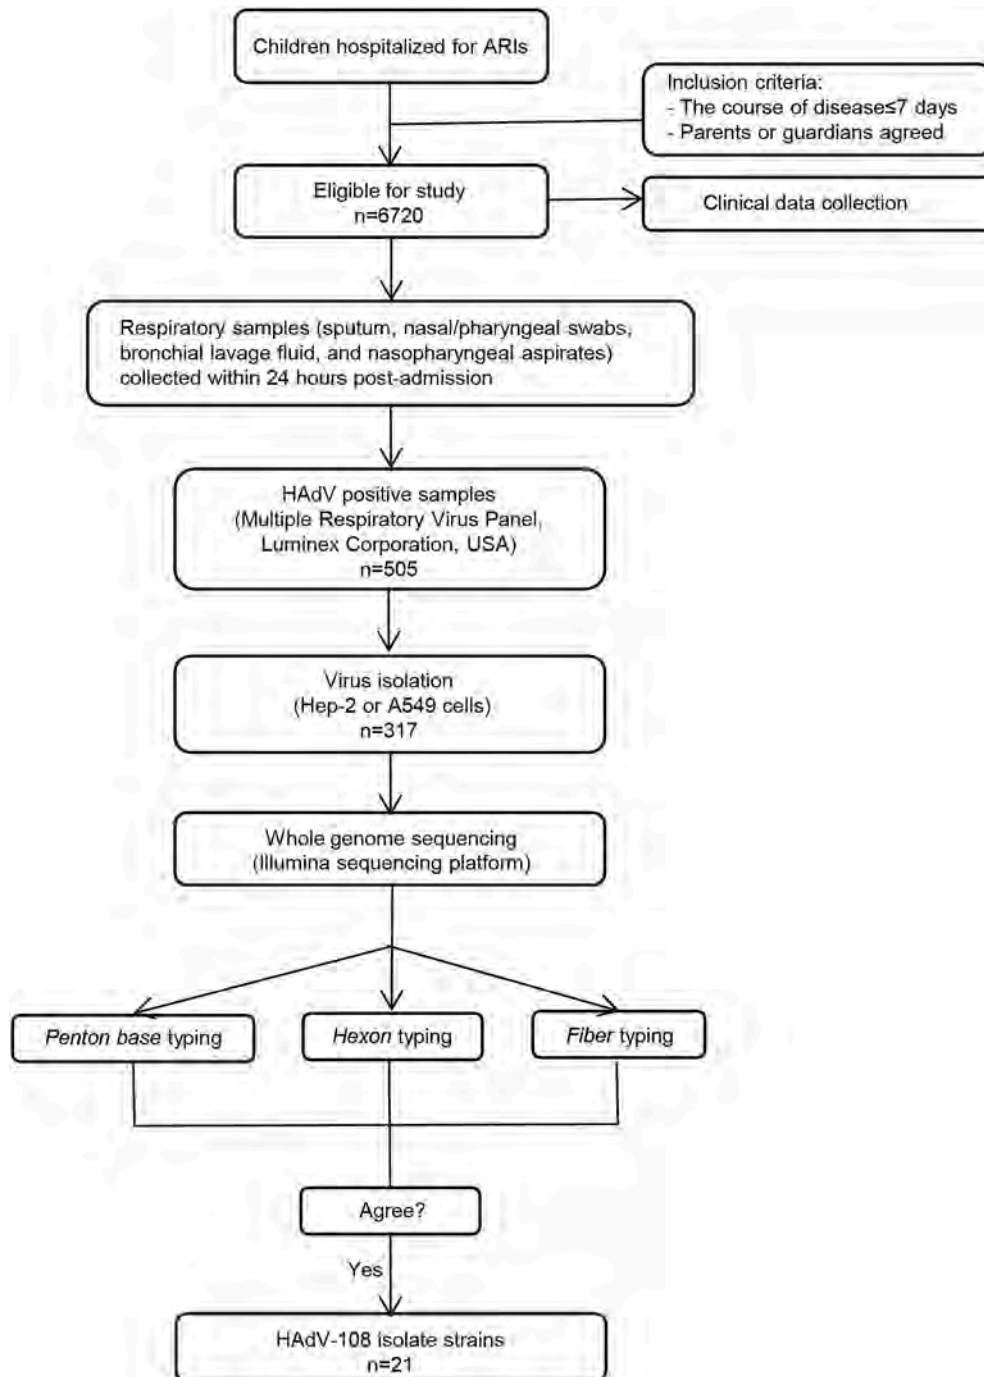 Children hospitalized for ARIs
Inclusion criteria:
- The course of disease≤7 days
- Parents or guardians agreed
Eligible for study
n=6720
Clinical data collection
Respiratory samples (sputum, nasal/pharyngeal swabs,
bronchial lavage fluid, and nasopharyngeal aspirates)
collected within 24 hours post-admission
HAdV positive samples
(Multiple Respiratory Virus Panel,
Luminex Corporation, USA)
n=505
Virus isolation
(Hep-2 or A549 cells)
n=317
Whole genome sequencing
(Illumina sequencing platform)
Penton base typing
Hexon typing
Fiber typing
Agree?
Yes
HAdV-108 isolate strains
n=21